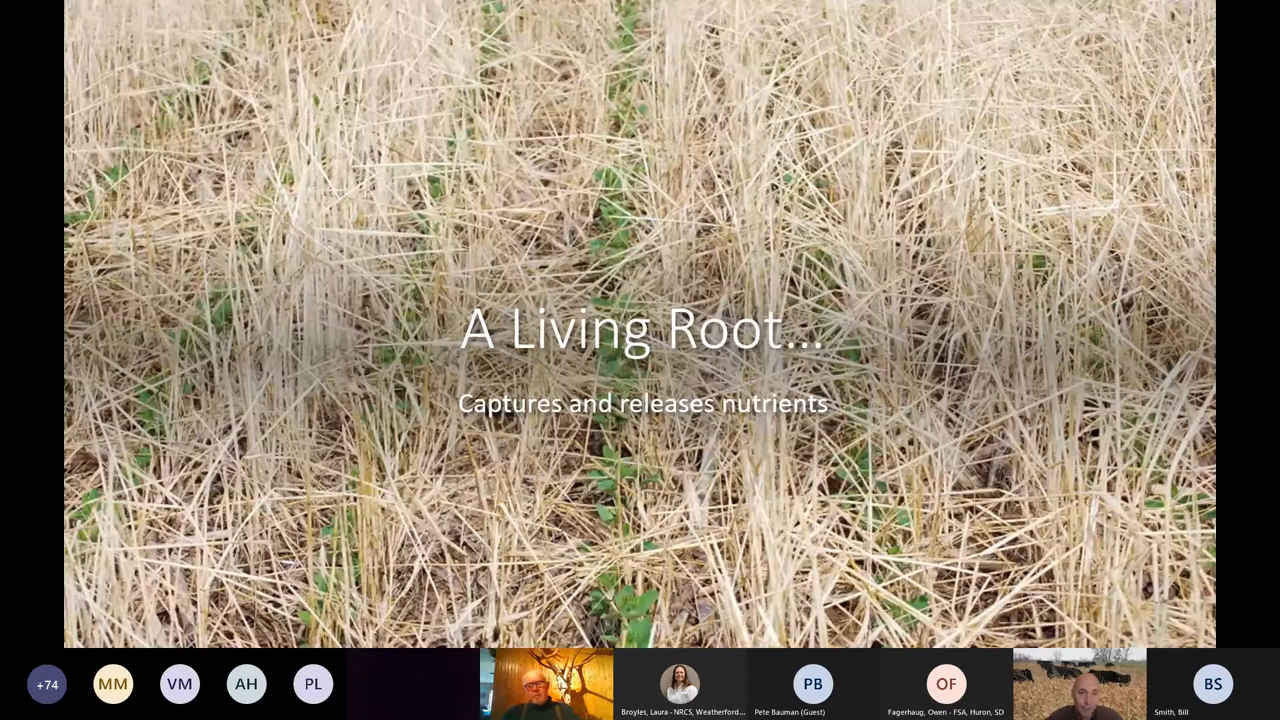 A Living Root...
Captures and releases nutrients
+74
MM
VM
AH
PL
Broyles, Laura - NRCS, Weatherford...
PB
Pete Bauman (Guest)
OF
Fagerhaug, Owen - FSA, Huron, SD
BS
Smith, Bill